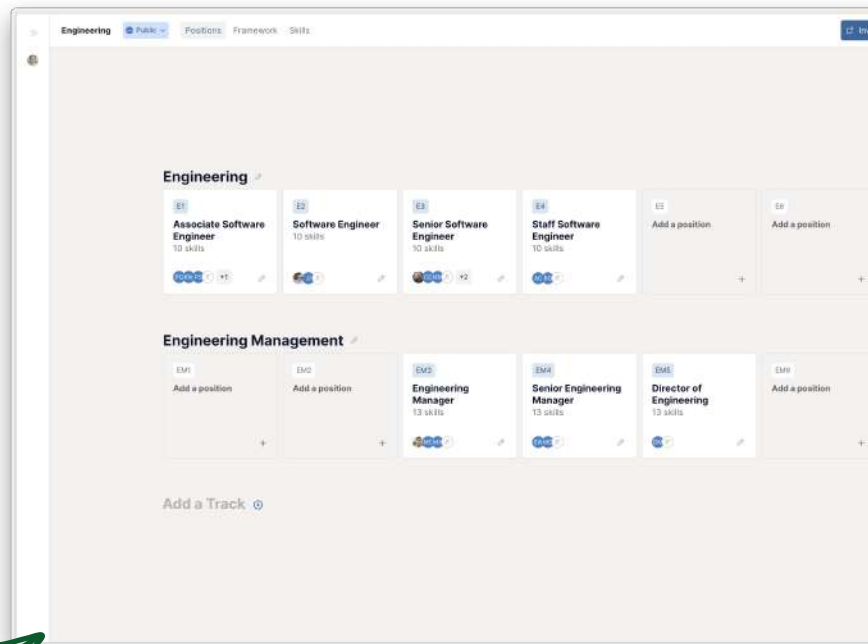 Engineering Public Positions Framework Skills
Engineering
E1 E2 E3 E4 E5 E6
Associate Software Engineer
10 skills
+1
Software Engineer
10 skills
Senior Software Engineer
10 skills
+2
Staff Software Engineer
10 skills
Add a position
+
Add a position
+
Engineering Management
EM1 EM2 EM3 EM4 EM5 EM6
Add a position
+
Add a position
+
Engineering Manager
13 skills
Senior Engineering Manager
13 skills
Director of Engineering
13 skills
Add a position
+
Add a Track